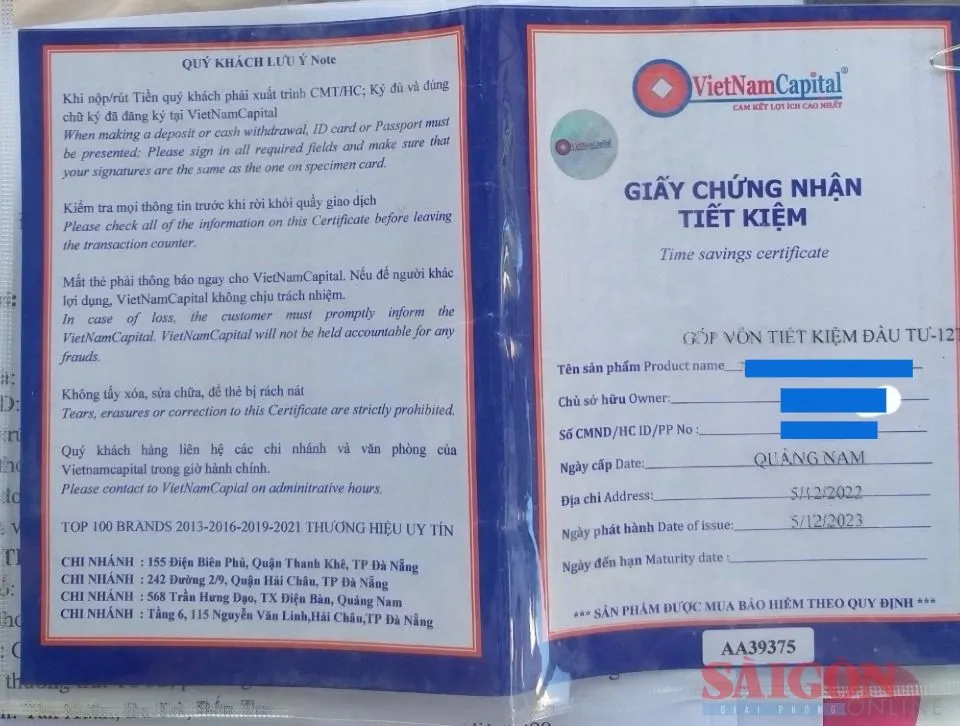 QUÝ KHÁCH LƯU Ý Note
Khi nộp/rút Tiền quý khách phải xuất trình CMT/HC; Ký đủ và đúng
chữ ký đã đăng ký tại VietNamCapital
When making a deposit or cash withdrawal, ID card or Passport must
be presented; Please sign in all required fields and make sure that
your signatures are the same as the one on specimen card.
Kiểm tra mọi thông tin trước khi rời khỏi quầy giao dịch
Please check all of the information on this Certificate before leaving
the transaction counter.
Mất thẻ phải thông báo ngay cho VietNamCapital. Nếu để người khác
lợi dụng, VietNamCapital không chịu trách nhiệm.
In case of loss, the customer must promptly inform the
VietNamCapital. VietNamCapital will not be held accountable for any
frauds.
Không tẩy xóa, sửa chữa, để thẻ bị rách nát
Tears, erasures or correction to this Certificate are strictly prohibited.
Quý khách hàng liên hệ các chi nhánh và văn phòng của
Vietnamcapital trong giờ hành chính.
Please contact to VietNamCapial on adminitrative hours.
TOP 100 BRANDS 2013-2016-2019-2021 THƯƠNG HIỆU UY TÍN
CHI NHÁNH : 155 Điện Biên Phủ, Quận Thanh Khê, TP Đà Nẵng
CHI NHÁNH : 242 Đường 2/9, Quận Hải Châu, TP Đà Nẵng
CHI NHÁNH : 568 Trần Hưng Đạo, TX Điện Bàn, Quảng Nam
CHI NHÁNH : Tầng 6, 115 Nguyễn Văn Linh,Hải Châu,TP Đà Nẵng
VietNamCapital®
CAM KẾT LỢI ÍCH CAO NHẤT
VietNamCapital
GIẤY CHỨNG NHẬN
TIẾT KIỆM
Time savings certificate
GÓP VỐN TIẾT KIỆM ĐẦU TƯ-12T
Tên sản phẩm Product name
Chủ sở hữu Owner:
Số CMND/HC ID/PP No :
Ngày cấp Date: QUẢNG NAM
Địa chỉ Address: 5/12/2022
Ngày phát hành Date of issue: 5/12/2023
Ngày đến hạn Maturity date :
*** SẢN PHẨM ĐƯỢC MUA BẢO HIỂM THEO QUY ĐỊNH ***
AA39375
SÀI GÒN
GIẢI PHÓNG ONLINE